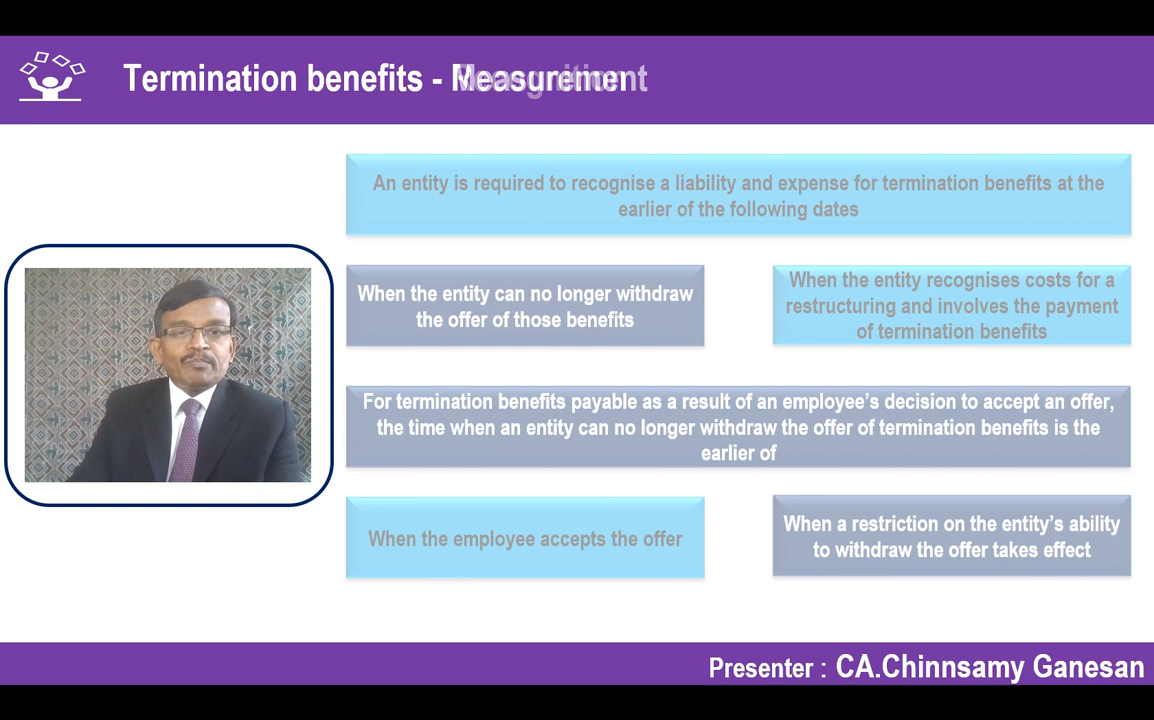 Termination benefits - Measurement
An entity is required to recognise a liability and expense for termination benefits at the
earlier of the following dates
When the entity can no longer withdraw
the offer of those benefits
When the entity recognises costs for a
restructuring and involves the payment
of termination benefits
For termination benefits payable as a result of an employee’s decision to accept an offer,
the time when an entity can no longer withdraw the offer of termination benefits is the
earlier of
When the employee accepts the offer
When a restriction on the entity’s ability
to withdraw the offer takes effect
Presenter : CA.Chinnsamy Ganesan